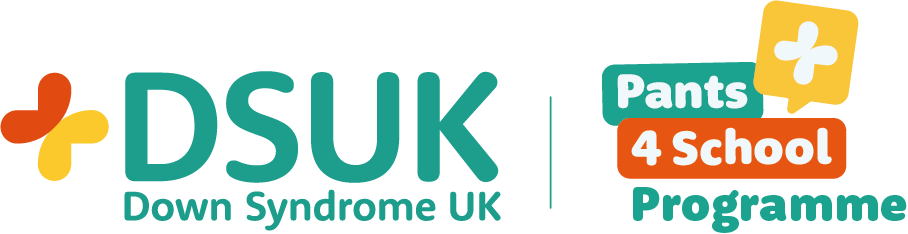 DSUK
Down Syndrome UK
Pants
4 School
Programme